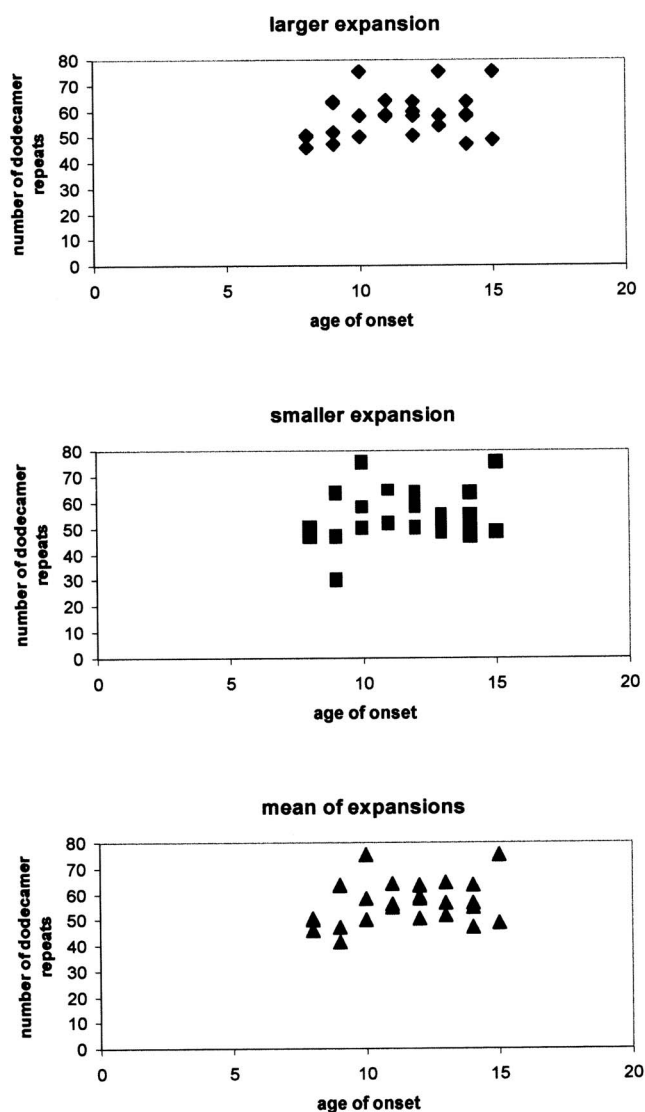 larger expansion
80
70
60
50
40
30
20
10
0
number of dodecamer
repeats
0 5 10 15 20
age of onset
smaller expansion
80
70
60
50
40
30
20
10
0
number of dodecamer
repeats
0 5 10 15 20
age of onset
mean of expansions
80
70
60
50
40
30
20
10
0
number of dodecamer
repeats
0 5 10 15 20
age of onset